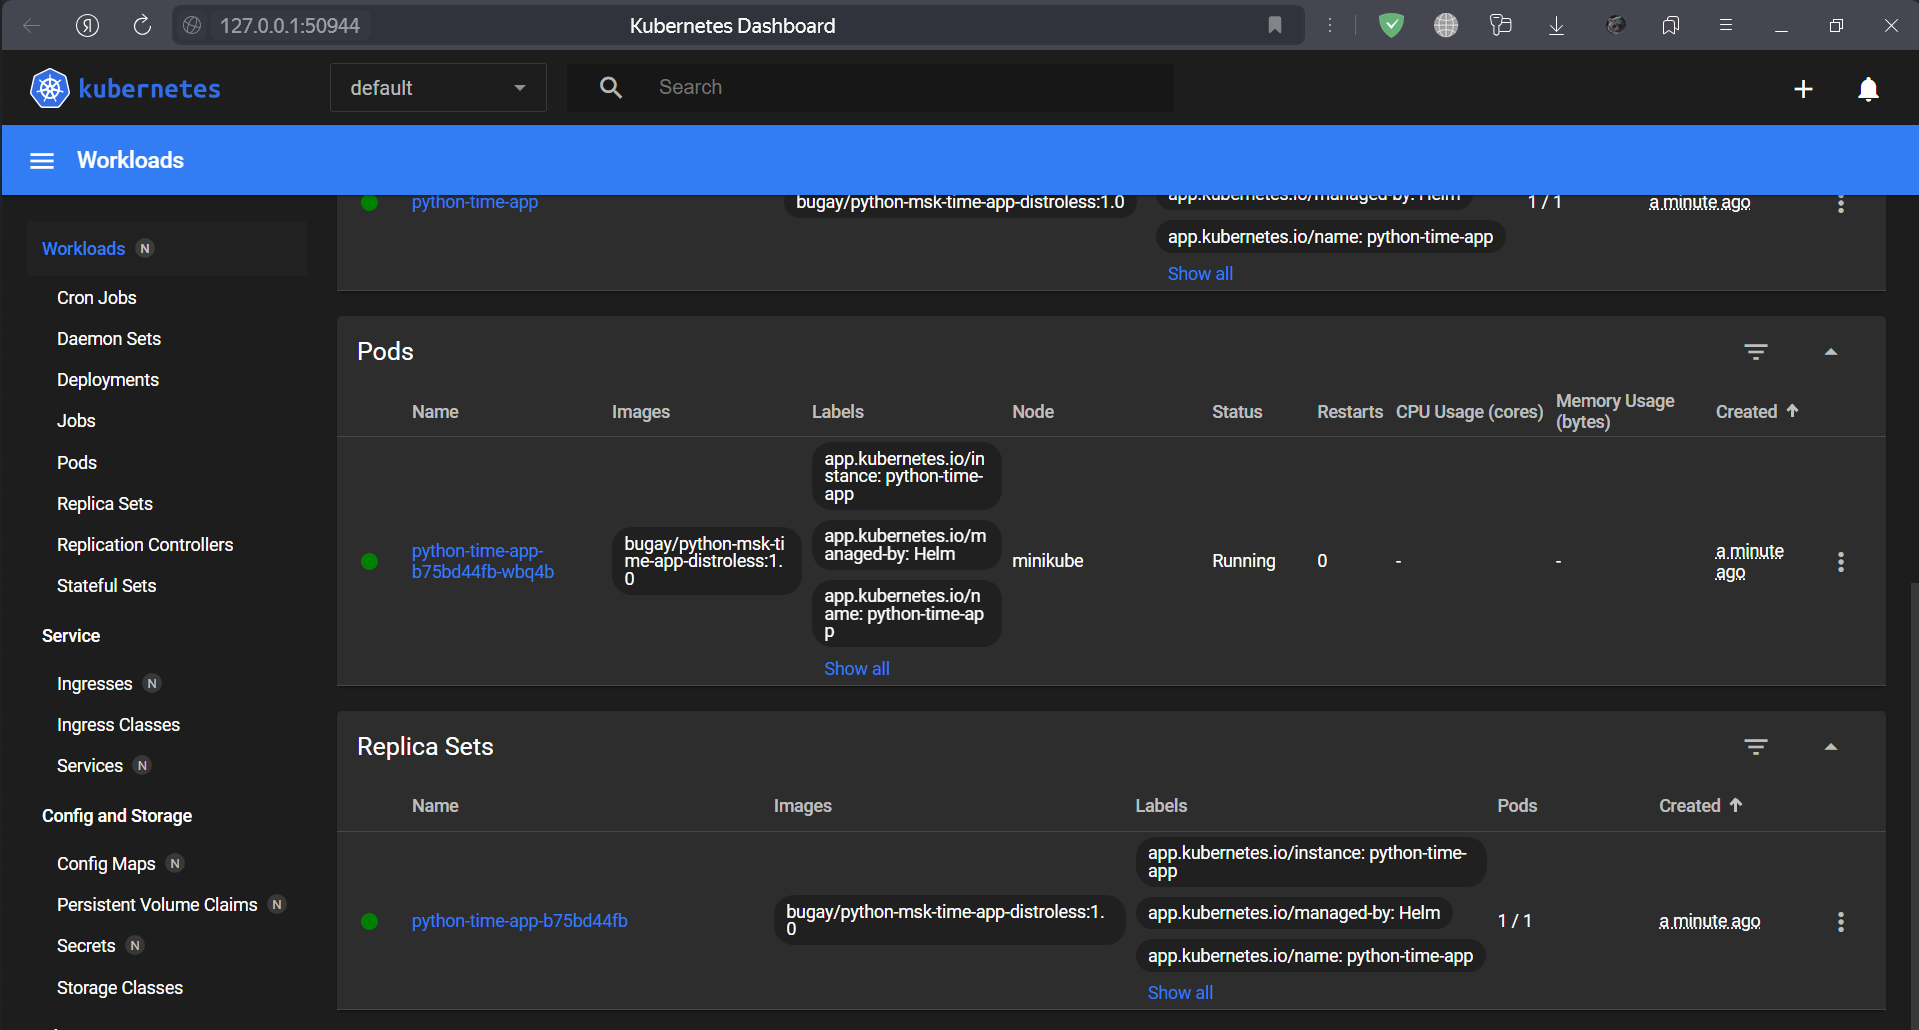 Я
127.0.0.1:50944
Kubernetes Dashboard
kubernetes
default
Search
Workloads
Workloads N
Cron Jobs
Daemon Sets
Deployments
Jobs
Pods
Replica Sets
Replication Controllers
Stateful Sets
Service
Ingresses N
Ingress Classes
Services N
Config and Storage
Config Maps N
Persistent Volume Claims N
Secrets N
Storage Classes
python-time-app
bugay/python-msk-time-app-distroless:1.0
app.kubernetes.io/managed-by: Helm
app.kubernetes.io/name: python-time-app
Show all
1 / 1
a minute ago
Pods
Name
Images
Labels
Node
Status
Restarts
CPU Usage (cores)
Memory Usage
(bytes)
Created
python-time-app-
b75bd44fb-wbq4b
bugay/python-msk-ti
me-app-distroless:1.
0
app.kubernetes.io/in
stance: python-time-
app
app.kubernetes.io/m
anaged-by: Helm
app.kubernetes.io/n
ame: python-time-ap
p
Show all
minikube
Running
0
-
-
a minute
ago
Replica Sets
Name
Images
Labels
Pods
Created
python-time-app-b75bd44fb
bugay/python-msk-time-app-distroless:1.
0
app.kubernetes.io/instance: python-time-
app
app.kubernetes.io/managed-by: Helm
app.kubernetes.io/name: python-time-app
Show all
1 / 1
a minute ago